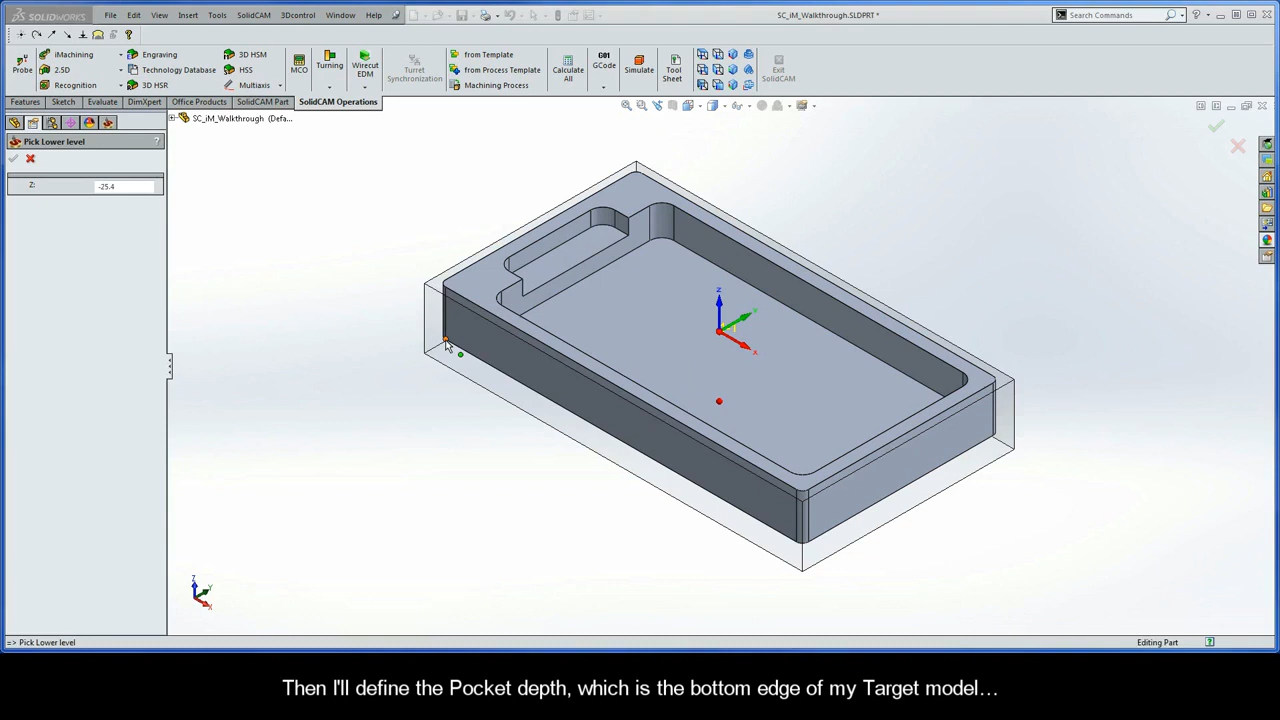 SOLIDWORKS File Edit View Insert Tools SolidCAM 3Dcontrol Window Help SC_iM_Walkthrough.SLDPRT * Search Commands
Probe iMachining 2.5D Recognition Engraving Technology Database 3D HSR 3D HSM HSS Multiaxis MCO Turning Wirecut EDM Turret Synchronization from Template from Process Template Machining Process Calculate All G01 GCode Simulate Tool Sheet Exit SolidCAM
Features Sketch Evaluate DimXpert Office Products SolidCAM Part SolidCAM Operations
SC_iM_Walkthrough (Defa...
Pick Lower level ?
Z: -25.4
z
Y
x
Z
Y
X
=> Pick Lower level Editing Part
Then I'll define the Pocket depth, which is the bottom edge of my Target model…